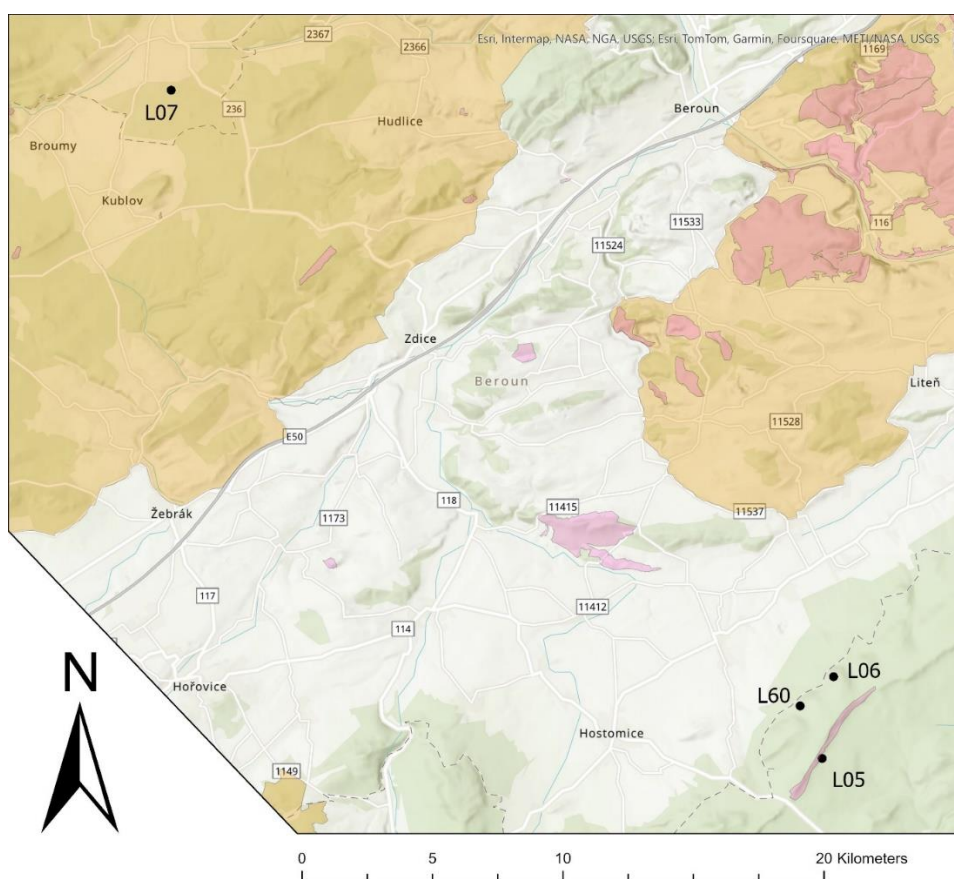 Esri, Intermap, NASA, NGA, USGS; Esri, TomTom, Garmin, Foursquare, METI/NASA, USGS
2367
2366
1169
L07
236
Beroun
Hudlice
Broumy
Kublov
116
11533
11524
Zdice
Beroun
Liteň
11528
E50
118
11415
11537
Žebrák
1173
117
11412
114
N
Hořovice
L06
L60
Hostomice
1149
L05
0 5 10 20 Kilometers